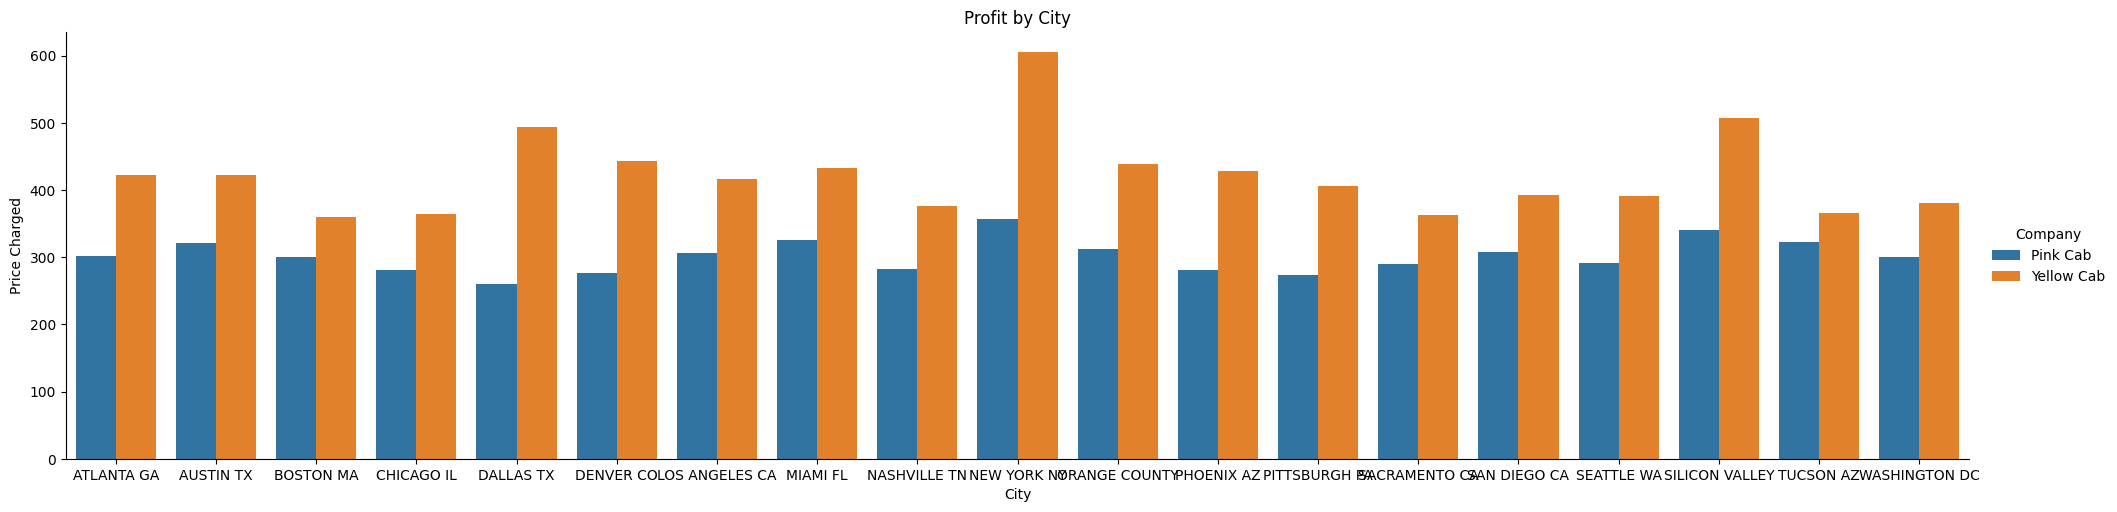 Profit by City
Price Charged
600
500
400
300
200
100
0
ATLANTA GA
AUSTIN TX
BOSTON MA
CHICAGO IL
DALLAS TX
DENVER CO
LOS ANGELES CA
MIAMI FL
NASHVILLE TN
NEW YORK NY
ORANGE COUNTY
PHOENIX AZ
PITTSBURGH PA
SACRAMENTO CA
SAN DIEGO CA
SEATTLE WA
SILICON VALLEY
TUCSON AZ
WASHINGTON DC
City
Company
Pink Cab
Yellow Cab